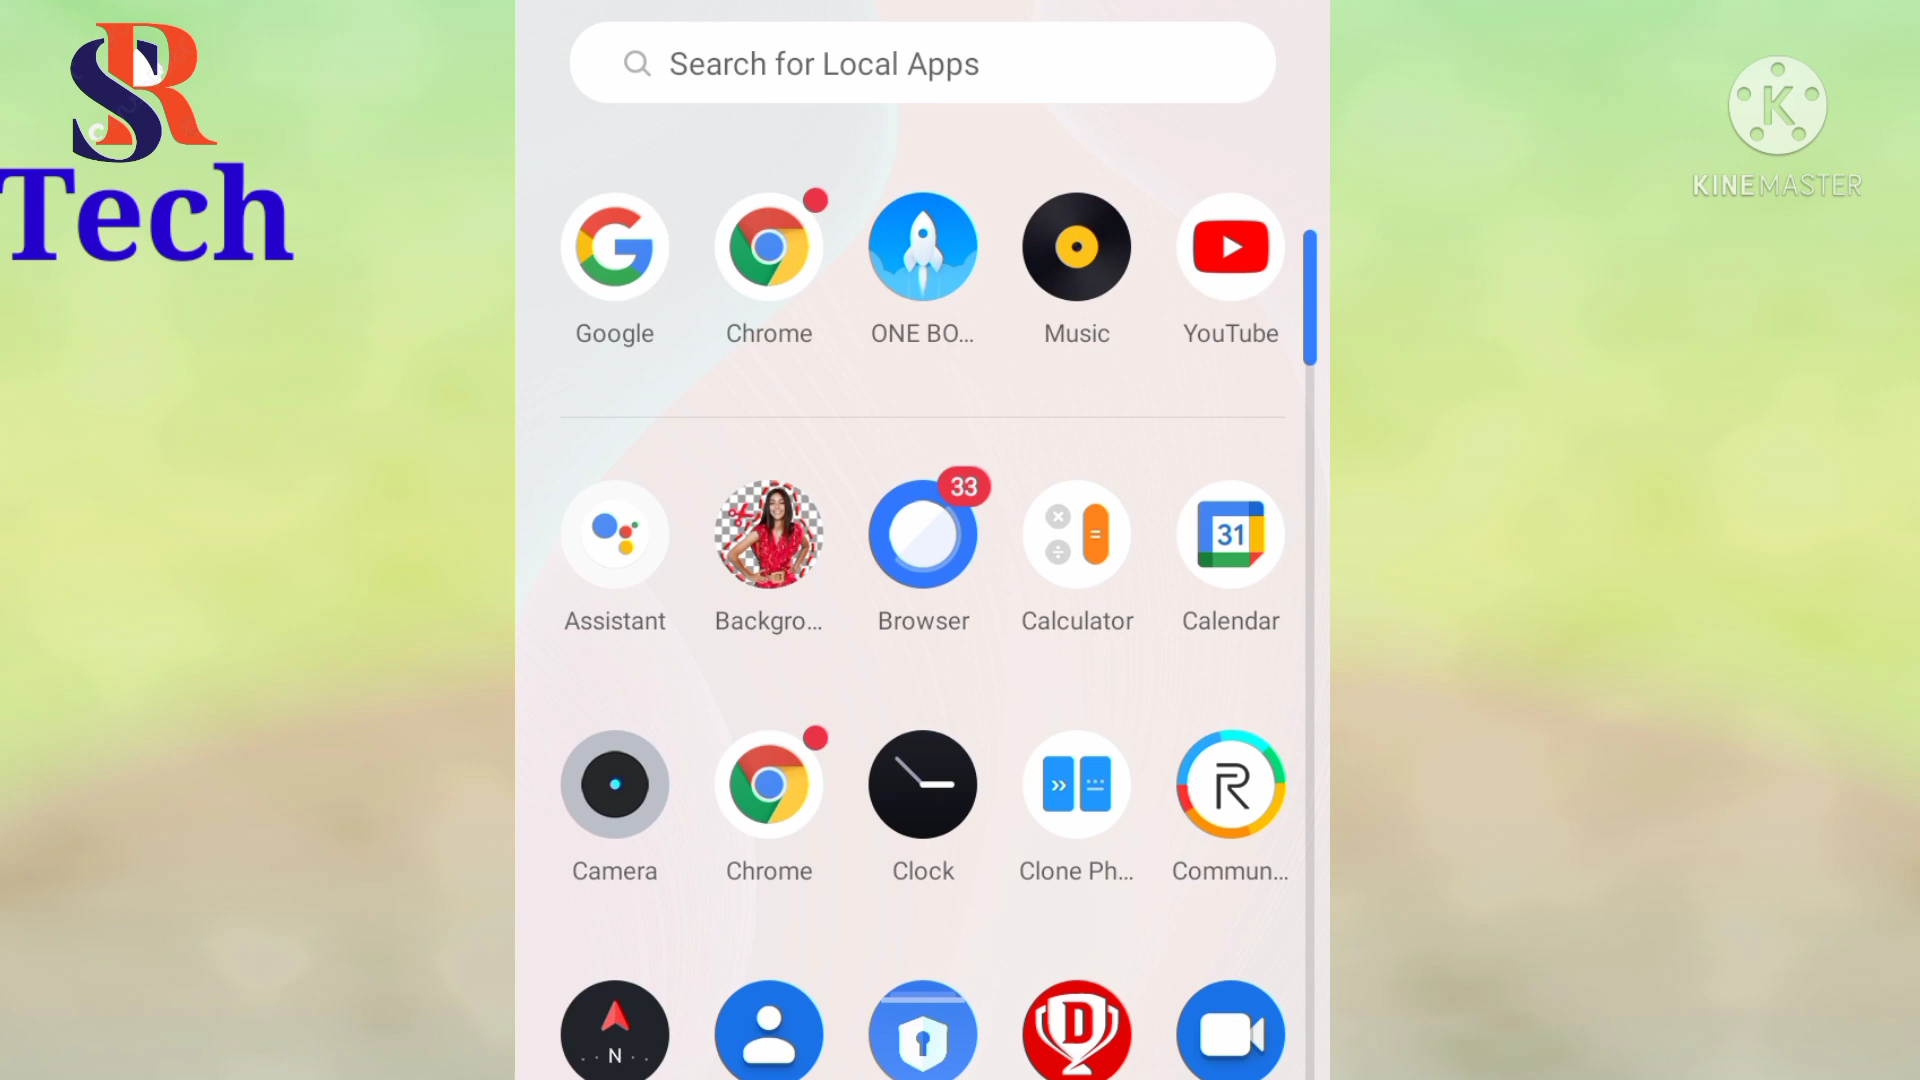 SR
Tech
Search for Local Apps
K
KINEMASTER
Google
Chrome
ONE BO...
Music
YouTube
33
31
Assistant
Backgro...
Browser
Calculator
Calendar
R
Camera
Chrome
Clock
Clone Ph...
Commun...
N
D